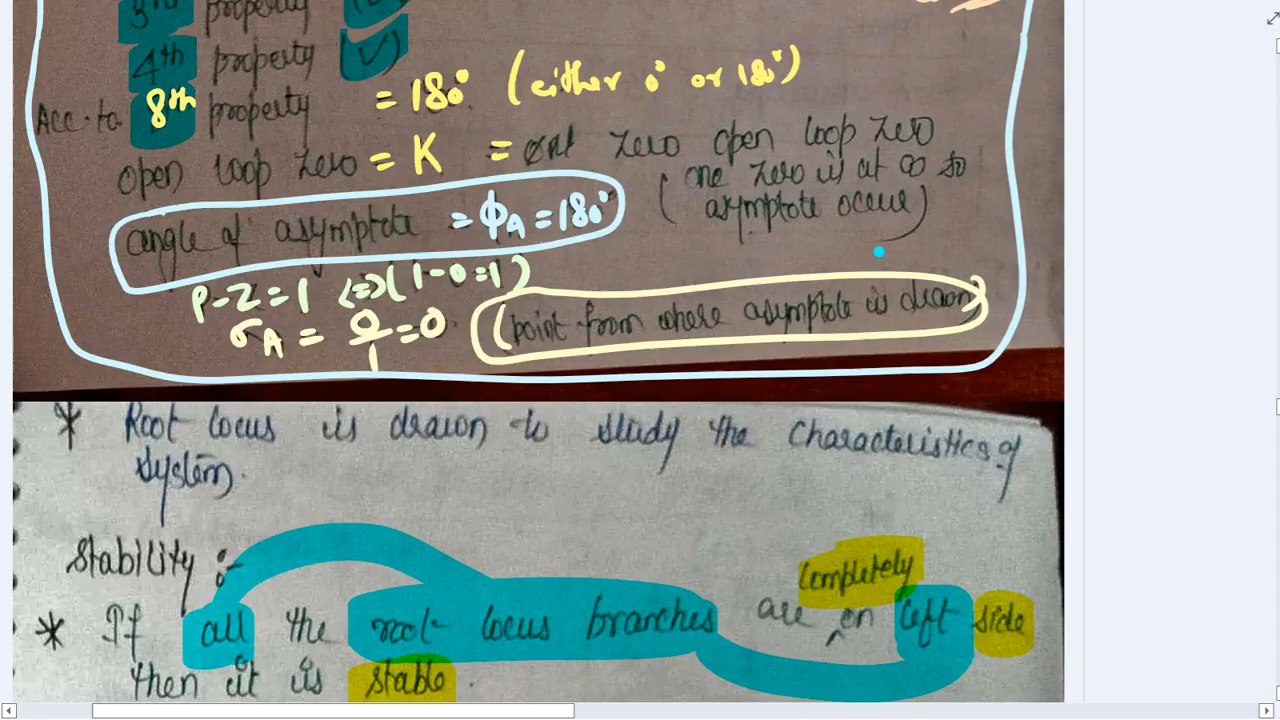 3rd property
4th property (✓)
Acc. to 8th property = 180° (either 0° or 180°)
open loop zero = K = zero open loop zero
(one zero is at ∞ so
angle of asymptote = ϕA = 180° asymptote occur)
P-Z = 1 <=> (1-0=1)
σA = 0/1 = 0 (point from where asymptote is drawn)
* Root locus is drawn to study the characteristics of
system.
Stability :-
completely
* If all the root locus branches are ^ on left side
then it is stable.